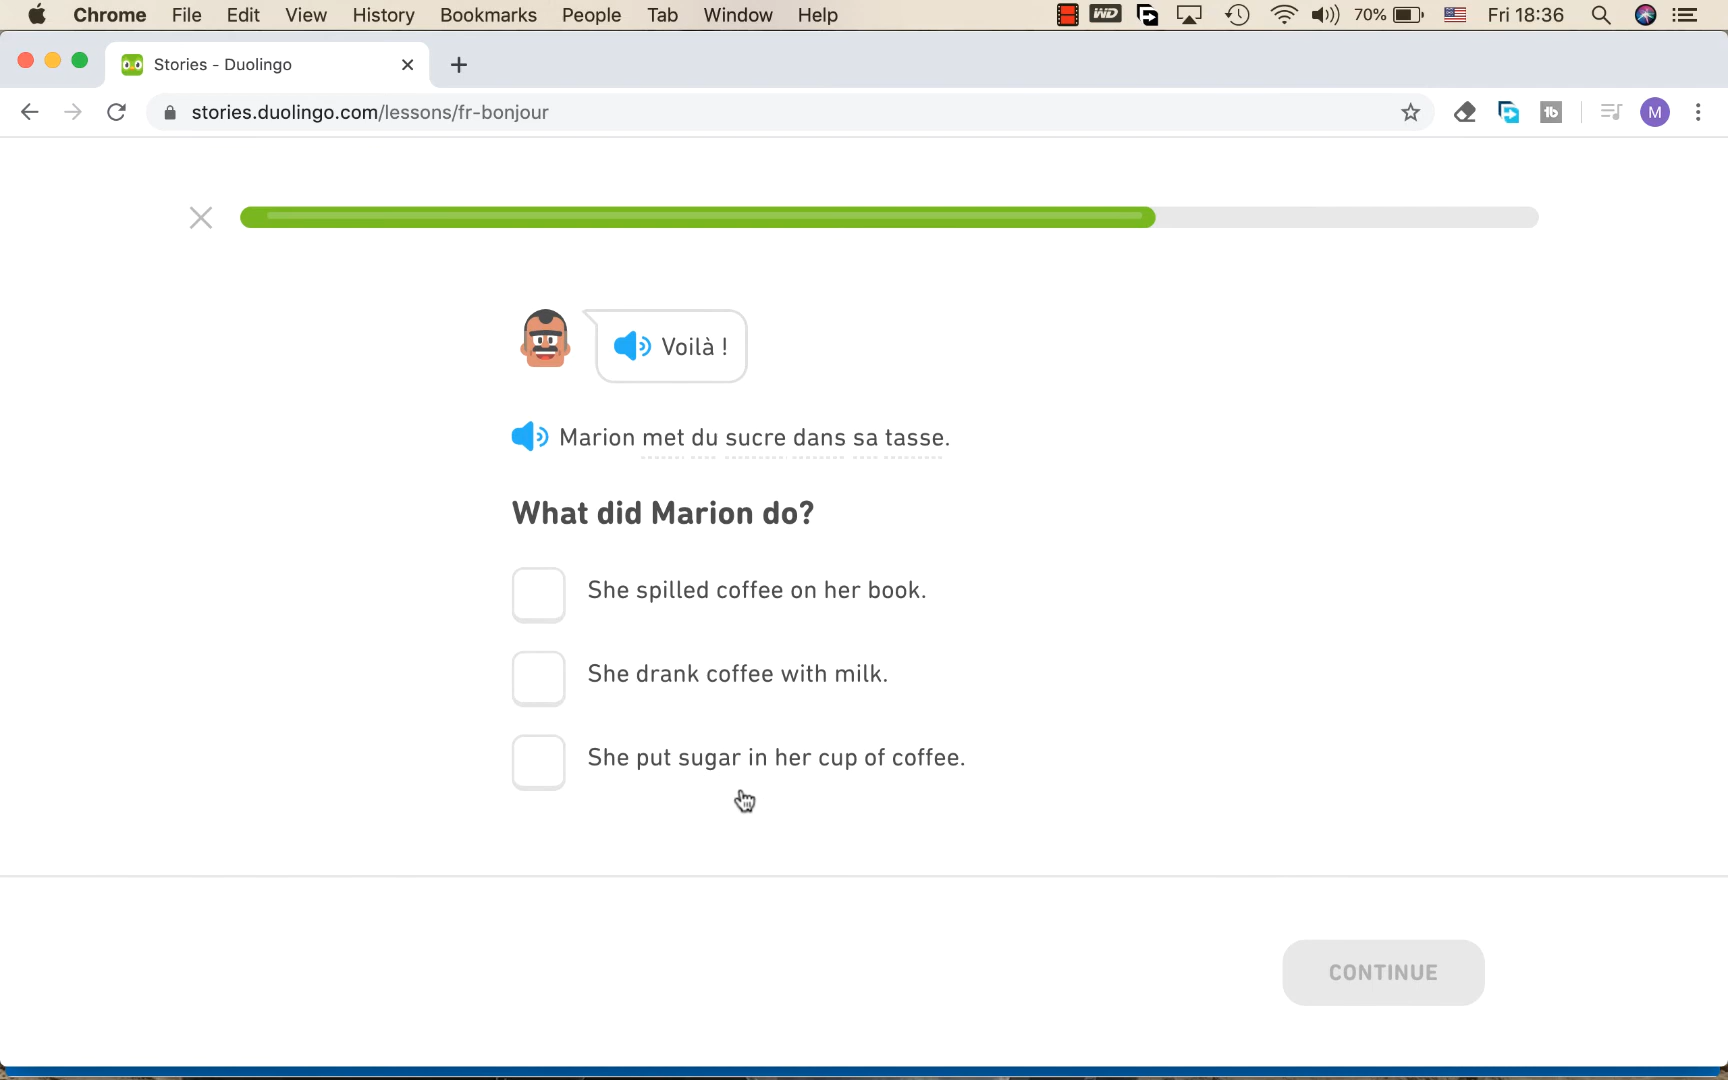 Chrome File Edit View History Bookmarks People Tab Window Help WD 70% Fri 18:36
Stories - Duolingo
stories.duolingo.com/lessons/fr-bonjour tb M
Voilà !
Marion met du sucre dans sa tasse.
What did Marion do?
She spilled coffee on her book.
She drank coffee with milk.
She put sugar in her cup of coffee.
CONTINUE